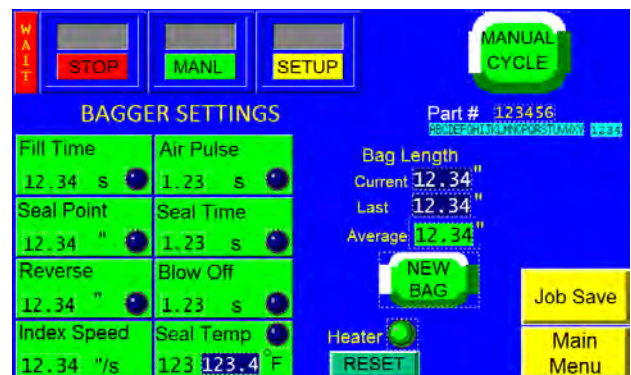 WAIT
STOP
MANL
SETUP
MANUAL
CYCLE
BAGGER SETTINGS
Part # 123456
ABCDEFGHIJKLMNOPQRSTUVWXY 1234
Fill Time
12.34 s
Air Pulse
1.23 s
Seal Point
12.34 "
Seal Time
1.23 s
Reverse
12.34 "
Blow Off
1.23 s
Index Speed
12.34 "/s
Seal Temp
123 123.4 °F
Bag Length
Current 12.34 "
Last 12.34 "
Average 12.34 "
NEW
BAG
Heater
RESET
Job Save
Main
Menu